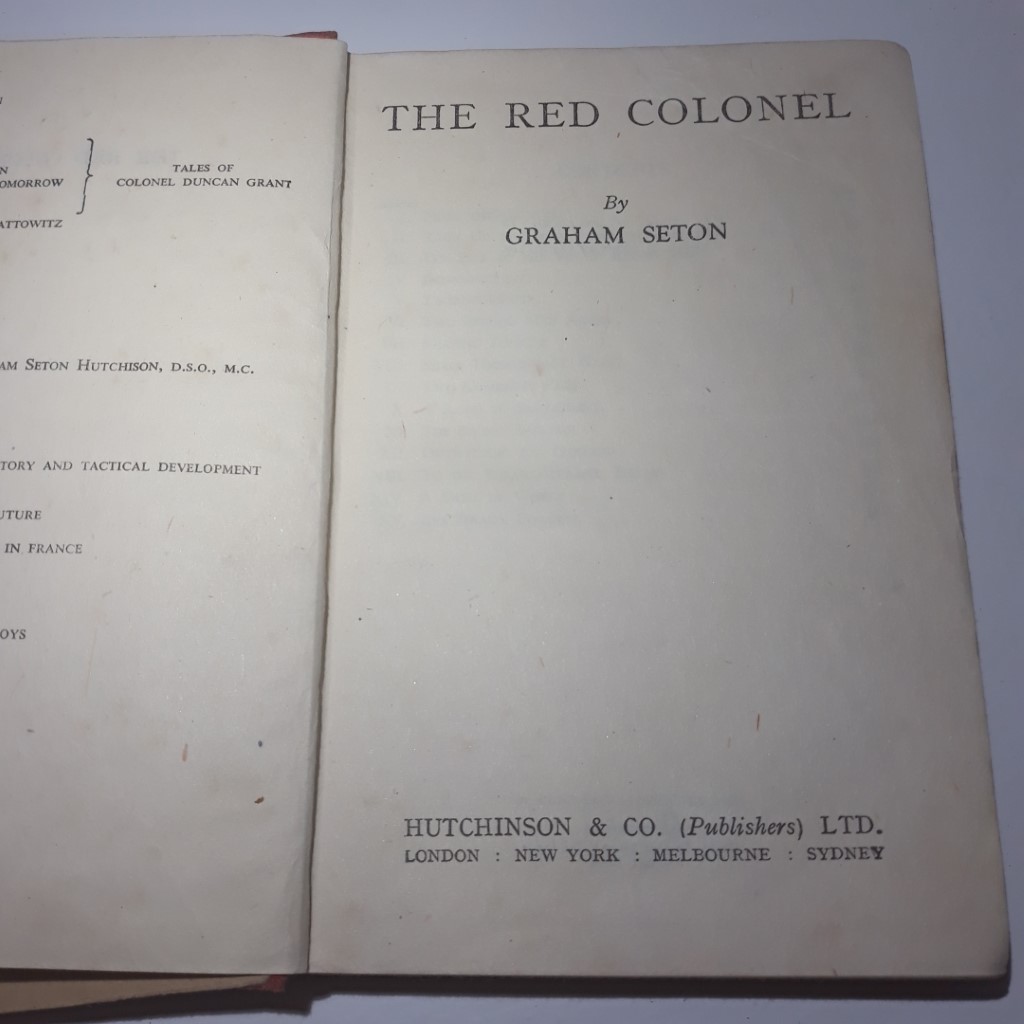 TALES OF
OMORROW
COLONEL DUNCAN GRANT
ATTOWITZ
AM SETON HUTCHISON, D.S.O., M.C.
TORY AND TACTICAL DEVELOPMENT
UTURE
IN FRANCE
OYS
THE RED COLONEL
By
GRAHAM SETON
HUTCHINSON & CO. (Publishers) LTD.
LONDON : NEW YORK : MELBOURNE : SYDNEY